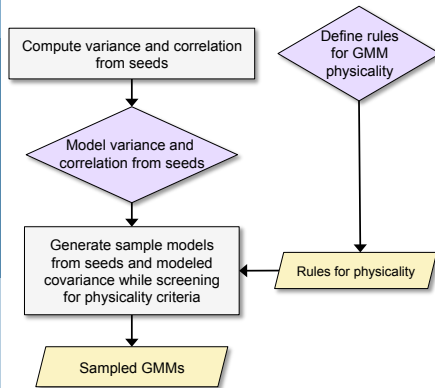 Compute variance and correlation
from seeds
Define rules
for GMM
physicality
Model variance and
correlation from seeds
Generate sample models
from seeds and modeled
covariance while screening
for physicality criteria
Rules for physicality
Sampled GMMs